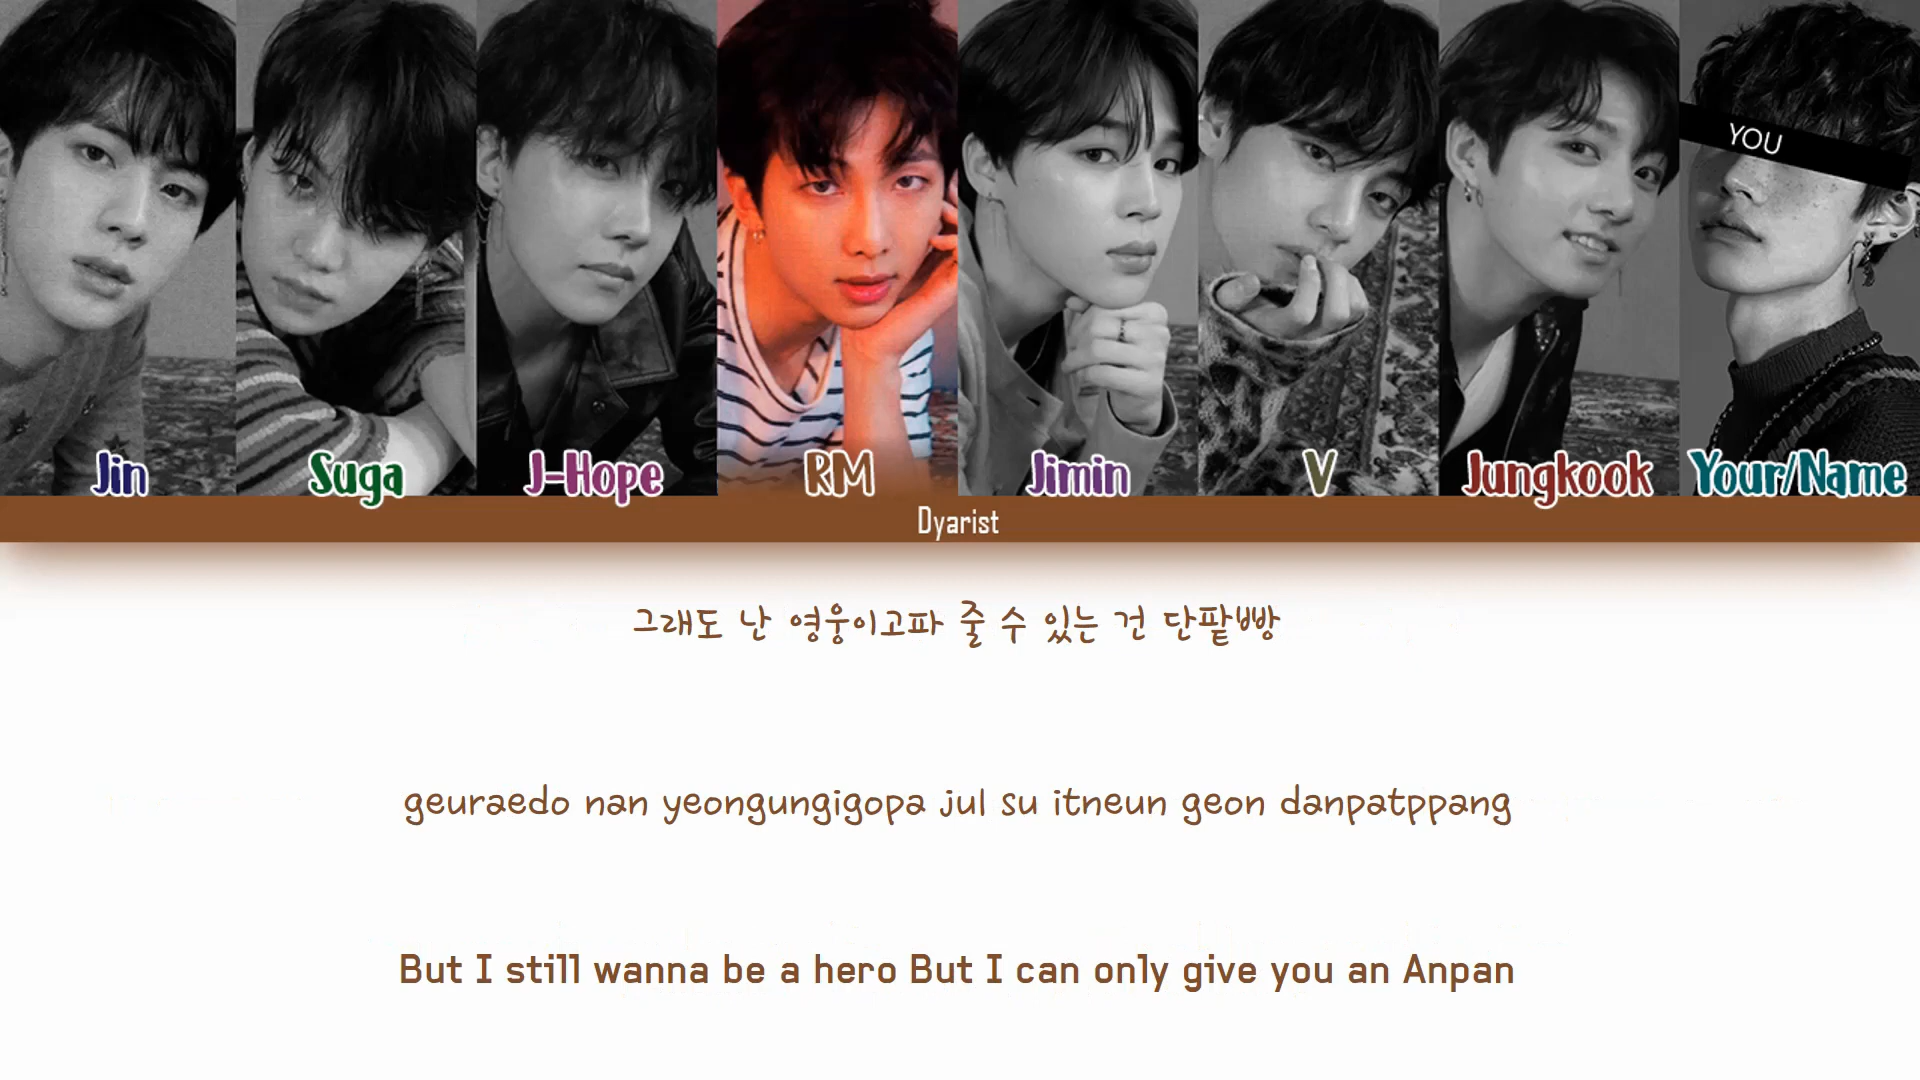 YOU
Jin Suga J-Hope RM Jimin V Jungkook Your/Name
Dyarist
그래도 난 영웅이고파 줄 수 있는 건 단팥빵
geuraedo nan yeongungigopa jul su itneun geon danpatppang
But I still wanna be a hero But I can only give you an Anpan